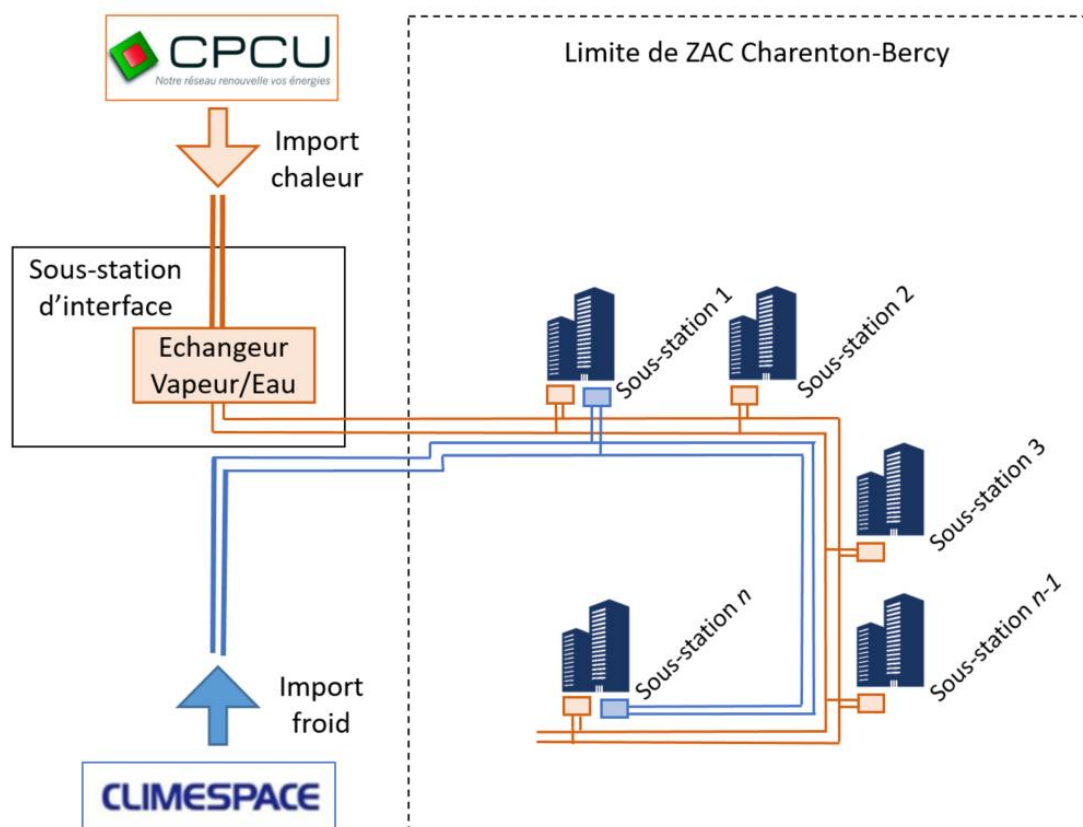 CPCU
Notre réseau renouvelle vos énergies
Limite de ZAC Charenton-Bercy
Import
chaleur
Sous-station
d’interface
Echangeur
Vapeur/Eau
Sous-station 1
Sous-station 2
Sous-station 3
Sous-station n-1
Sous-station n
Import
froid
CLIMESPACE